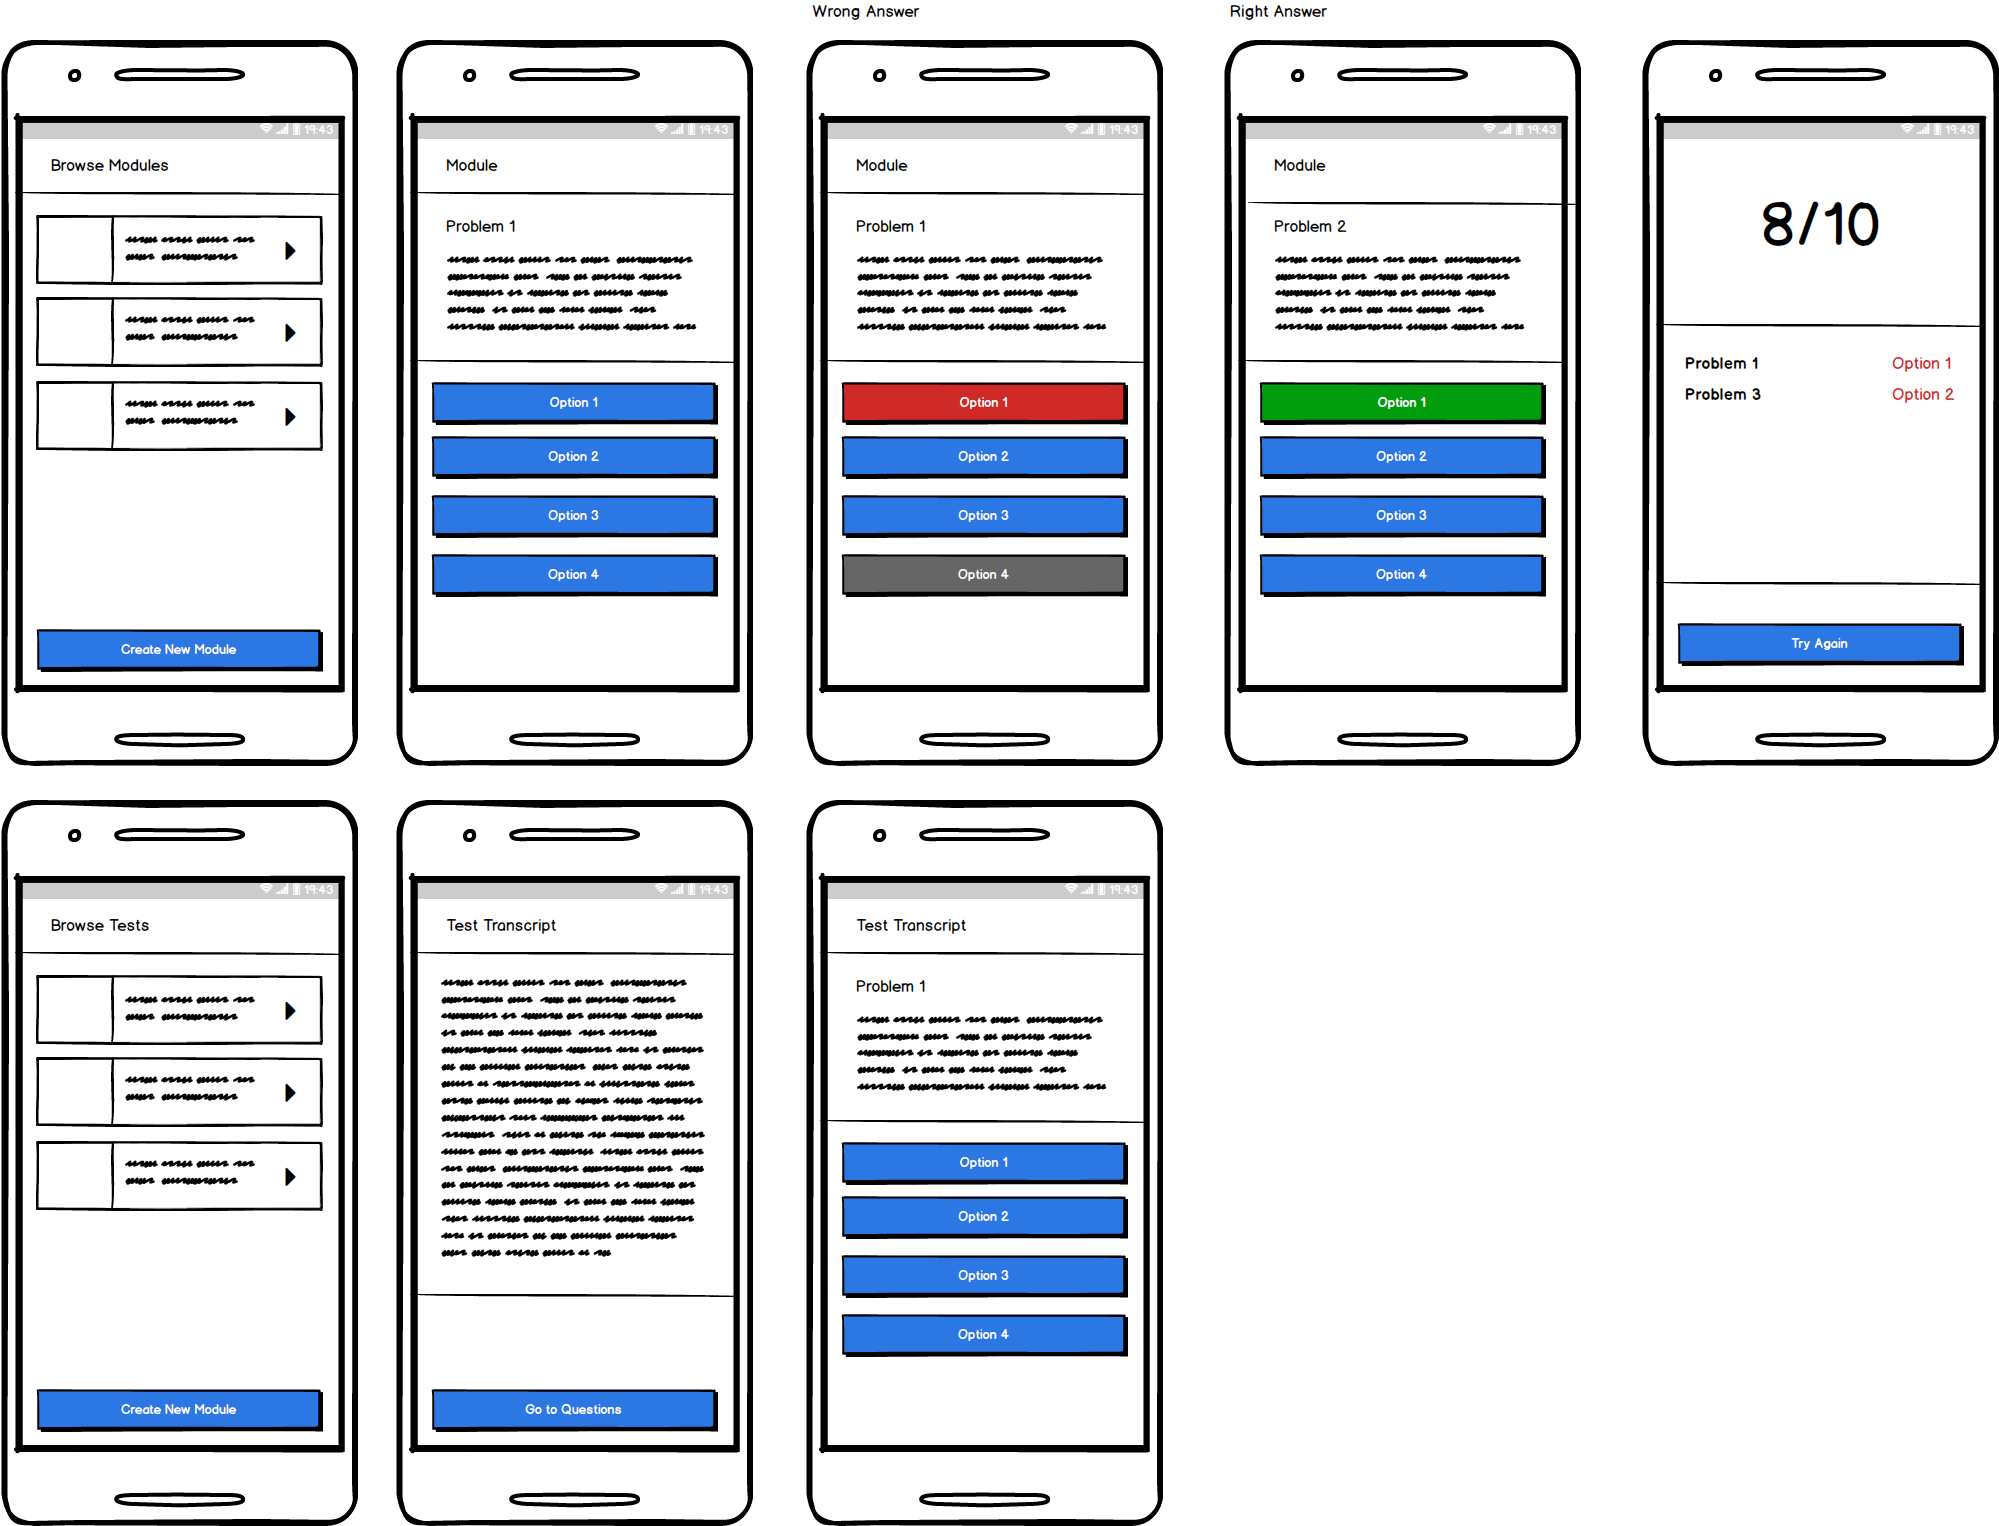 Wrong Answer
Right Answer
19:43
Browse Modules
Create New Module
19:43
Module
Problem 1
Option 1
Option 2
Option 3
Option 4
19:43
Module
Problem 1
Option 1
Option 2
Option 3
Option 4
19:43
Module
Problem 2
Option 1
Option 2
Option 3
Option 4
19:43
8/10
Problem 1 Option 1
Problem 3 Option 2
Try Again
19:43
Browse Tests
Create New Module
19:43
Test Transcript
Go to Questions
19:43
Test Transcript
Problem 1
Option 1
Option 2
Option 3
Option 4